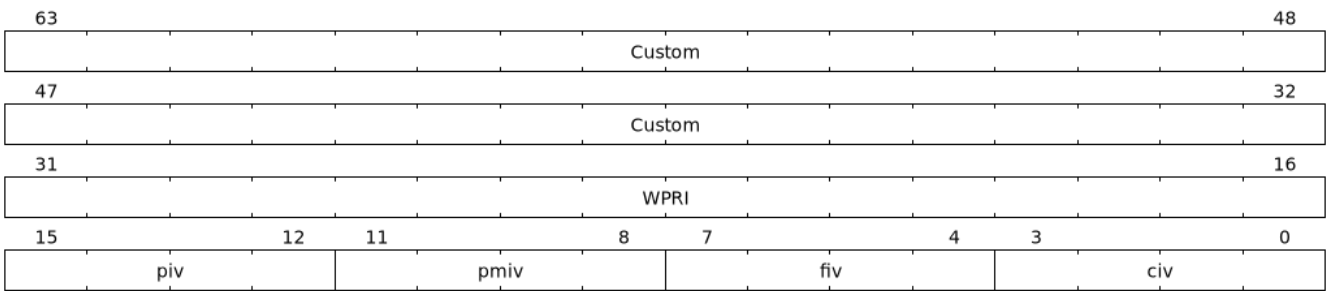 63 48
Custom
47 32
Custom
31 16
WPRI
15 12 11 8 7 4 3 0
piv pmiv fiv civ